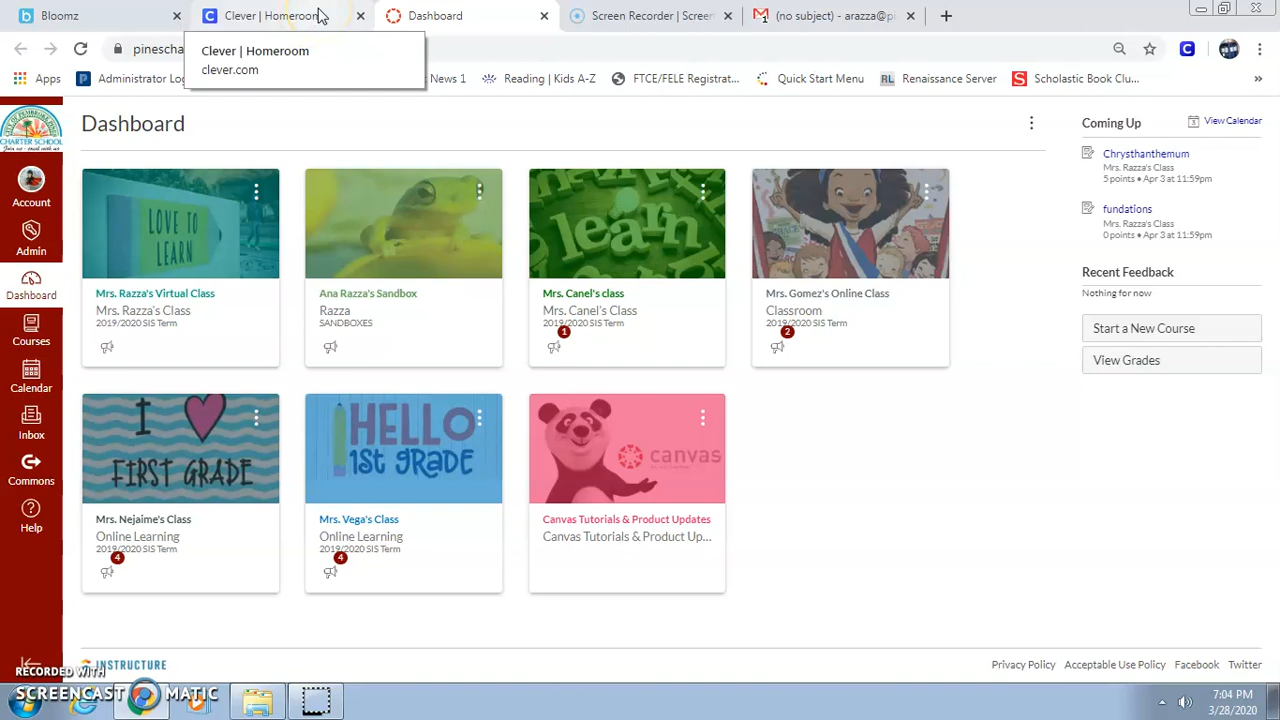 Bloomz
Clever | Homeroom
Dashboard
Screen Recorder | Screen
(no subject) - arazza@p
Clever | Homeroom
clever.com
pinescha
Apps
Administrator Log
News 1
Reading | Kids A-Z
FTCE/FELE Registrat...
Quick Start Menu
RL Renaissance Server
S Scholastic Book Clu...
»
CITY OF PEMBROKE PINES
CHARTER SCHOOL
Account
Admin
Dashboard
Courses
Calendar
Inbox
Commons
Help
Dashboard
LOVE TO
LEARN
Mrs. Razza's Virtual Class
Mrs. Razza's Class
2019/2020 SIS Term
Ana Razza's Sandbox
Razza
SANDBOXES
learn
Mrs. Canel's class
Mrs. Canel's Class
2019/2020 SIS Term
1
Mrs. Gomez's Online Class
Classroom
2019/2020 SIS Term
2
I
FIRST GRADE
Mrs. Nejaime's Class
Online Learning
2019/2020 SIS Term
4
HELLO
1st grade
Mrs. Vega's Class
Online Learning
2019/2020 SIS Term
4
canvas
Canvas Tutorials & Product Updates
Canvas Tutorials & Product Up...
Coming Up
View Calendar
Chrysthanthemum
Mrs. Razza's Class
5 points • Apr 3 at 11:59pm
fundations
Mrs. Razza's Class
0 points • Apr 3 at 11:59pm
Recent Feedback
Nothing for now
Start a New Course
View Grades
INSTRUCTURE
Privacy Policy
Acceptable Use Policy
Facebook
Twitter
RECORDED WITH
SCREENCAST MATIC
7:04 PM
3/28/2020